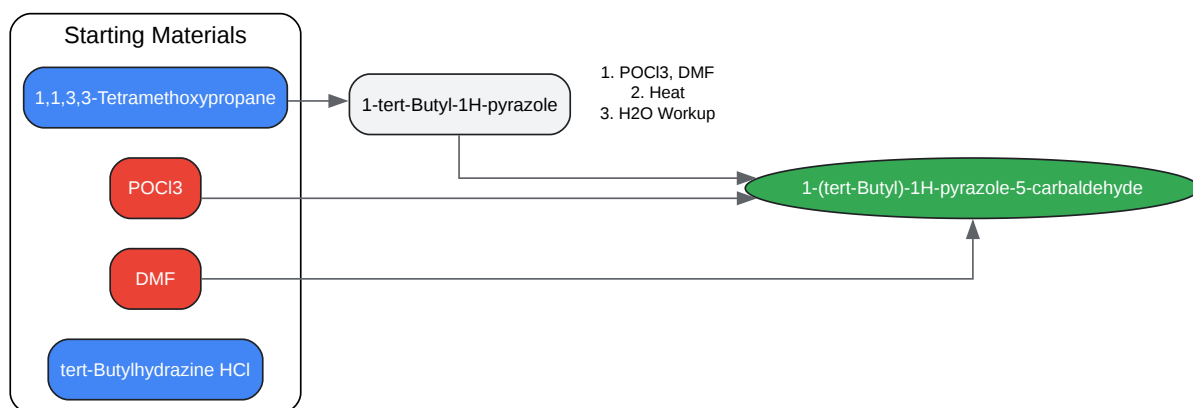 Starting Materials
1,1,3,3-Tetramethoxypropane
1-tert-Butyl-1H-pyrazole
1. POCl3, DMF
2. Heat
3. H2O Workup
POCl3
1-(tert-Butyl)-1H-pyrazole-5-carbaldehyde
DMF
tert-Butylhydrazine HCl